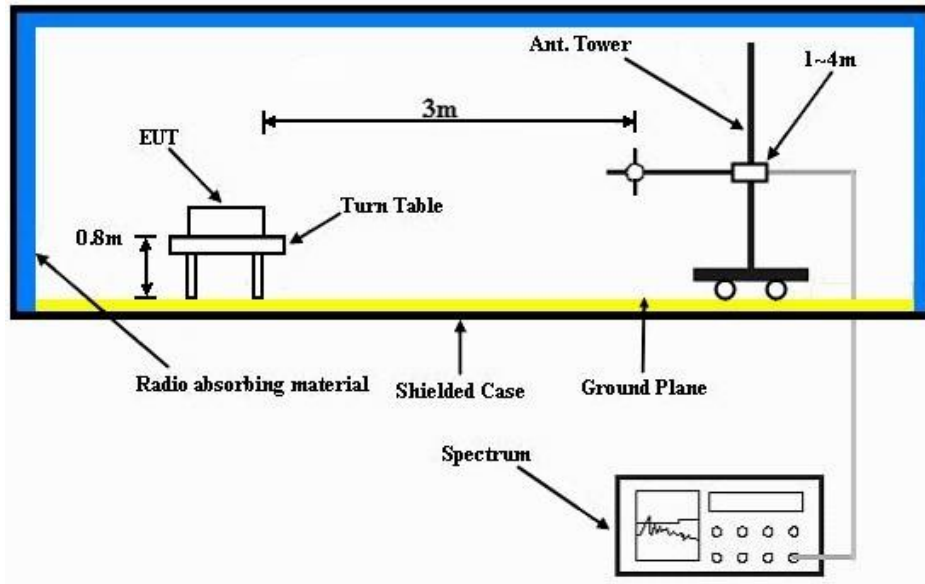 Ant. Tower
1~4m
3m
EUT
Turn Table
0.8m
Radio absorbing material
Shielded Case
Ground Plane
Spectrum